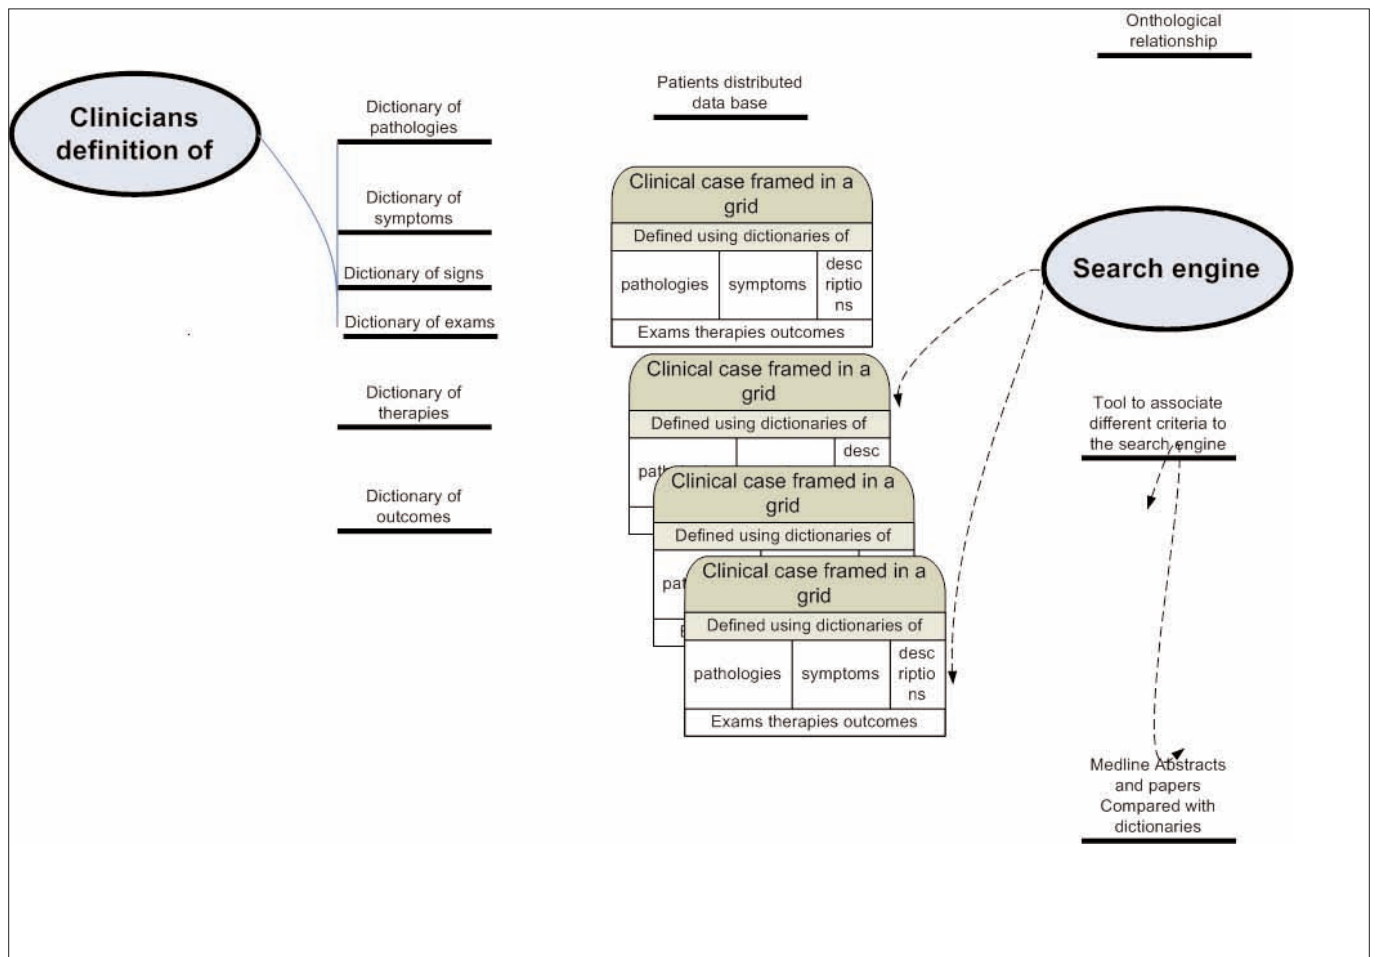 Onthological
relationship
Clinicians
definition of
Dictionary of
pathologies
Dictionary of
symptoms
Dictionary of signs
Dictionary of exams
Dictionary of
therapies
Dictionary of
outcomes
Patients distributed
data base
Clinical case framed in a
grid
Defined using dictionaries of
pathologies symptoms desc
riptio
ns
Exams therapies outcomes
Clinical case framed in a
grid
Defined using dictionaries of
desc
Clinical case framed in a
grid
Defined using dictionaries of
Clinical case framed in a
grid
Defined using dictionaries of
pathologies symptoms desc
riptio
ns
Exams therapies outcomes
Search engine
Tool to associate
different criteria to
the search engine
Medline Abstracts
and papers
Compared with
dictionaries